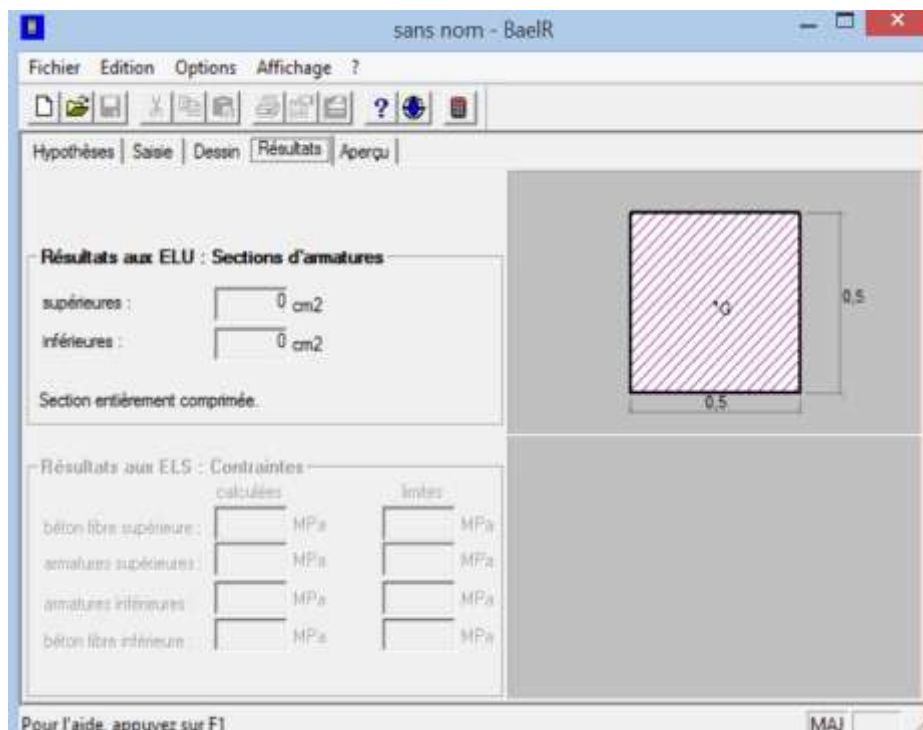 sans nom - BaelR
Fichier Edition Options Affichage ?
Hypothèses Saisie Dessin Résultats Aperçu
Résultats aux ELU : Sections d'armatures
supérieures : 0 cm2
inférieures : 0 cm2
Section entièrement comprimée.
G
0,5
0,5
Résultats aux ELS : Contraintes
calculées limites
béton fibre supérieure : MPa MPa
armatures supérieures : MPa MPa
armatures inférieures : MPa MPa
béton fibre inférieure : MPa MPa
Pour l'aide, appuyez sur F1
MAJ